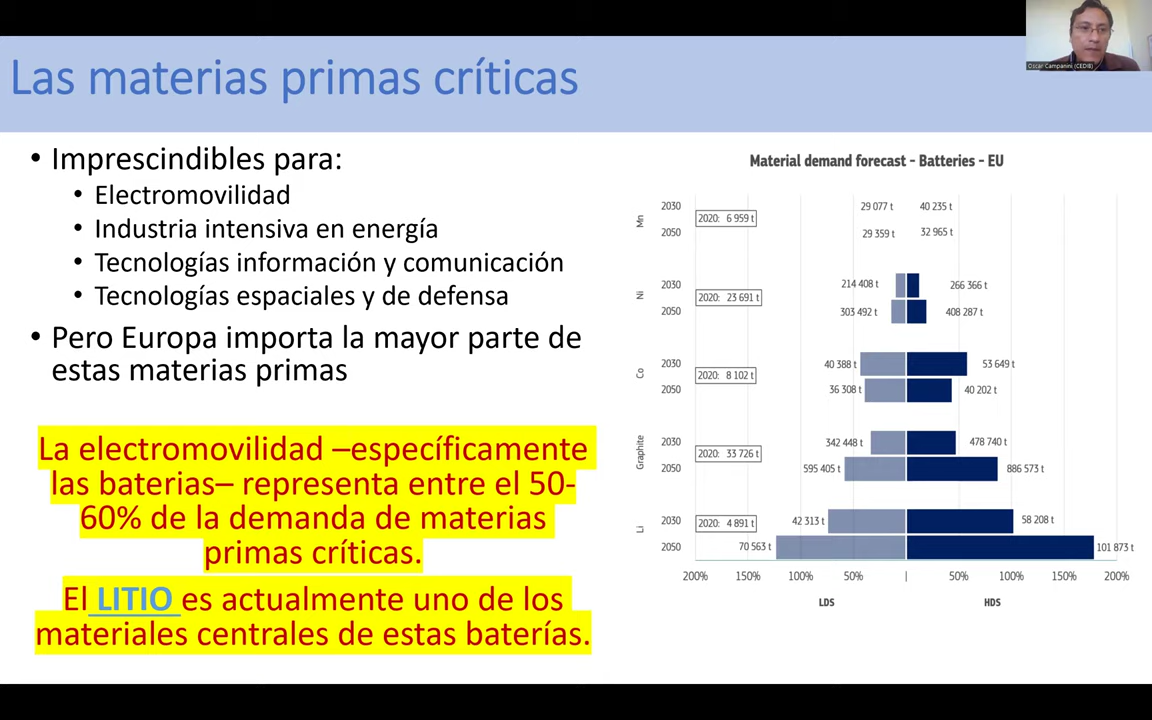 Oscar Campanini (CEDIB)
Las materias primas críticas
• Imprescindibles para:
• Electromovilidad
• Industria intensiva en energía
• Tecnologías información y comunicación
• Tecnologías espaciales y de defensa
• Pero Europa importa la mayor parte de
estas materias primas
La electromovilidad –específicamente
las baterias– representa entre el 50-
60% de la demanda de materias
primas críticas.
El LITIO es actualmente uno de los
materiales centrales de estas baterías.
Material demand forecast - Batteries - EU
Mn
2030 29 077 t 40 235 t
2020: 6 959 t
2050 29 359 t 32 965 t
Ni
2030 214 408 t 266 366 t
2020: 23 691 t
2050 303 492 t 408 287 t
Co
2030 40 388 t 53 649 t
2020: 8 102 t
2050 36 308 t 40 202 t
Graphite
2030 342 448 t 478 740 t
2020: 33 726 t
2050 595 405 t 886 573 t
Li
2030 42 313 t 58 208 t
2020: 4 891 t
2050 70 563 t 101 873 t
200% 150% 100% 50% | 50% 100% 150% 200%
LDS HDS